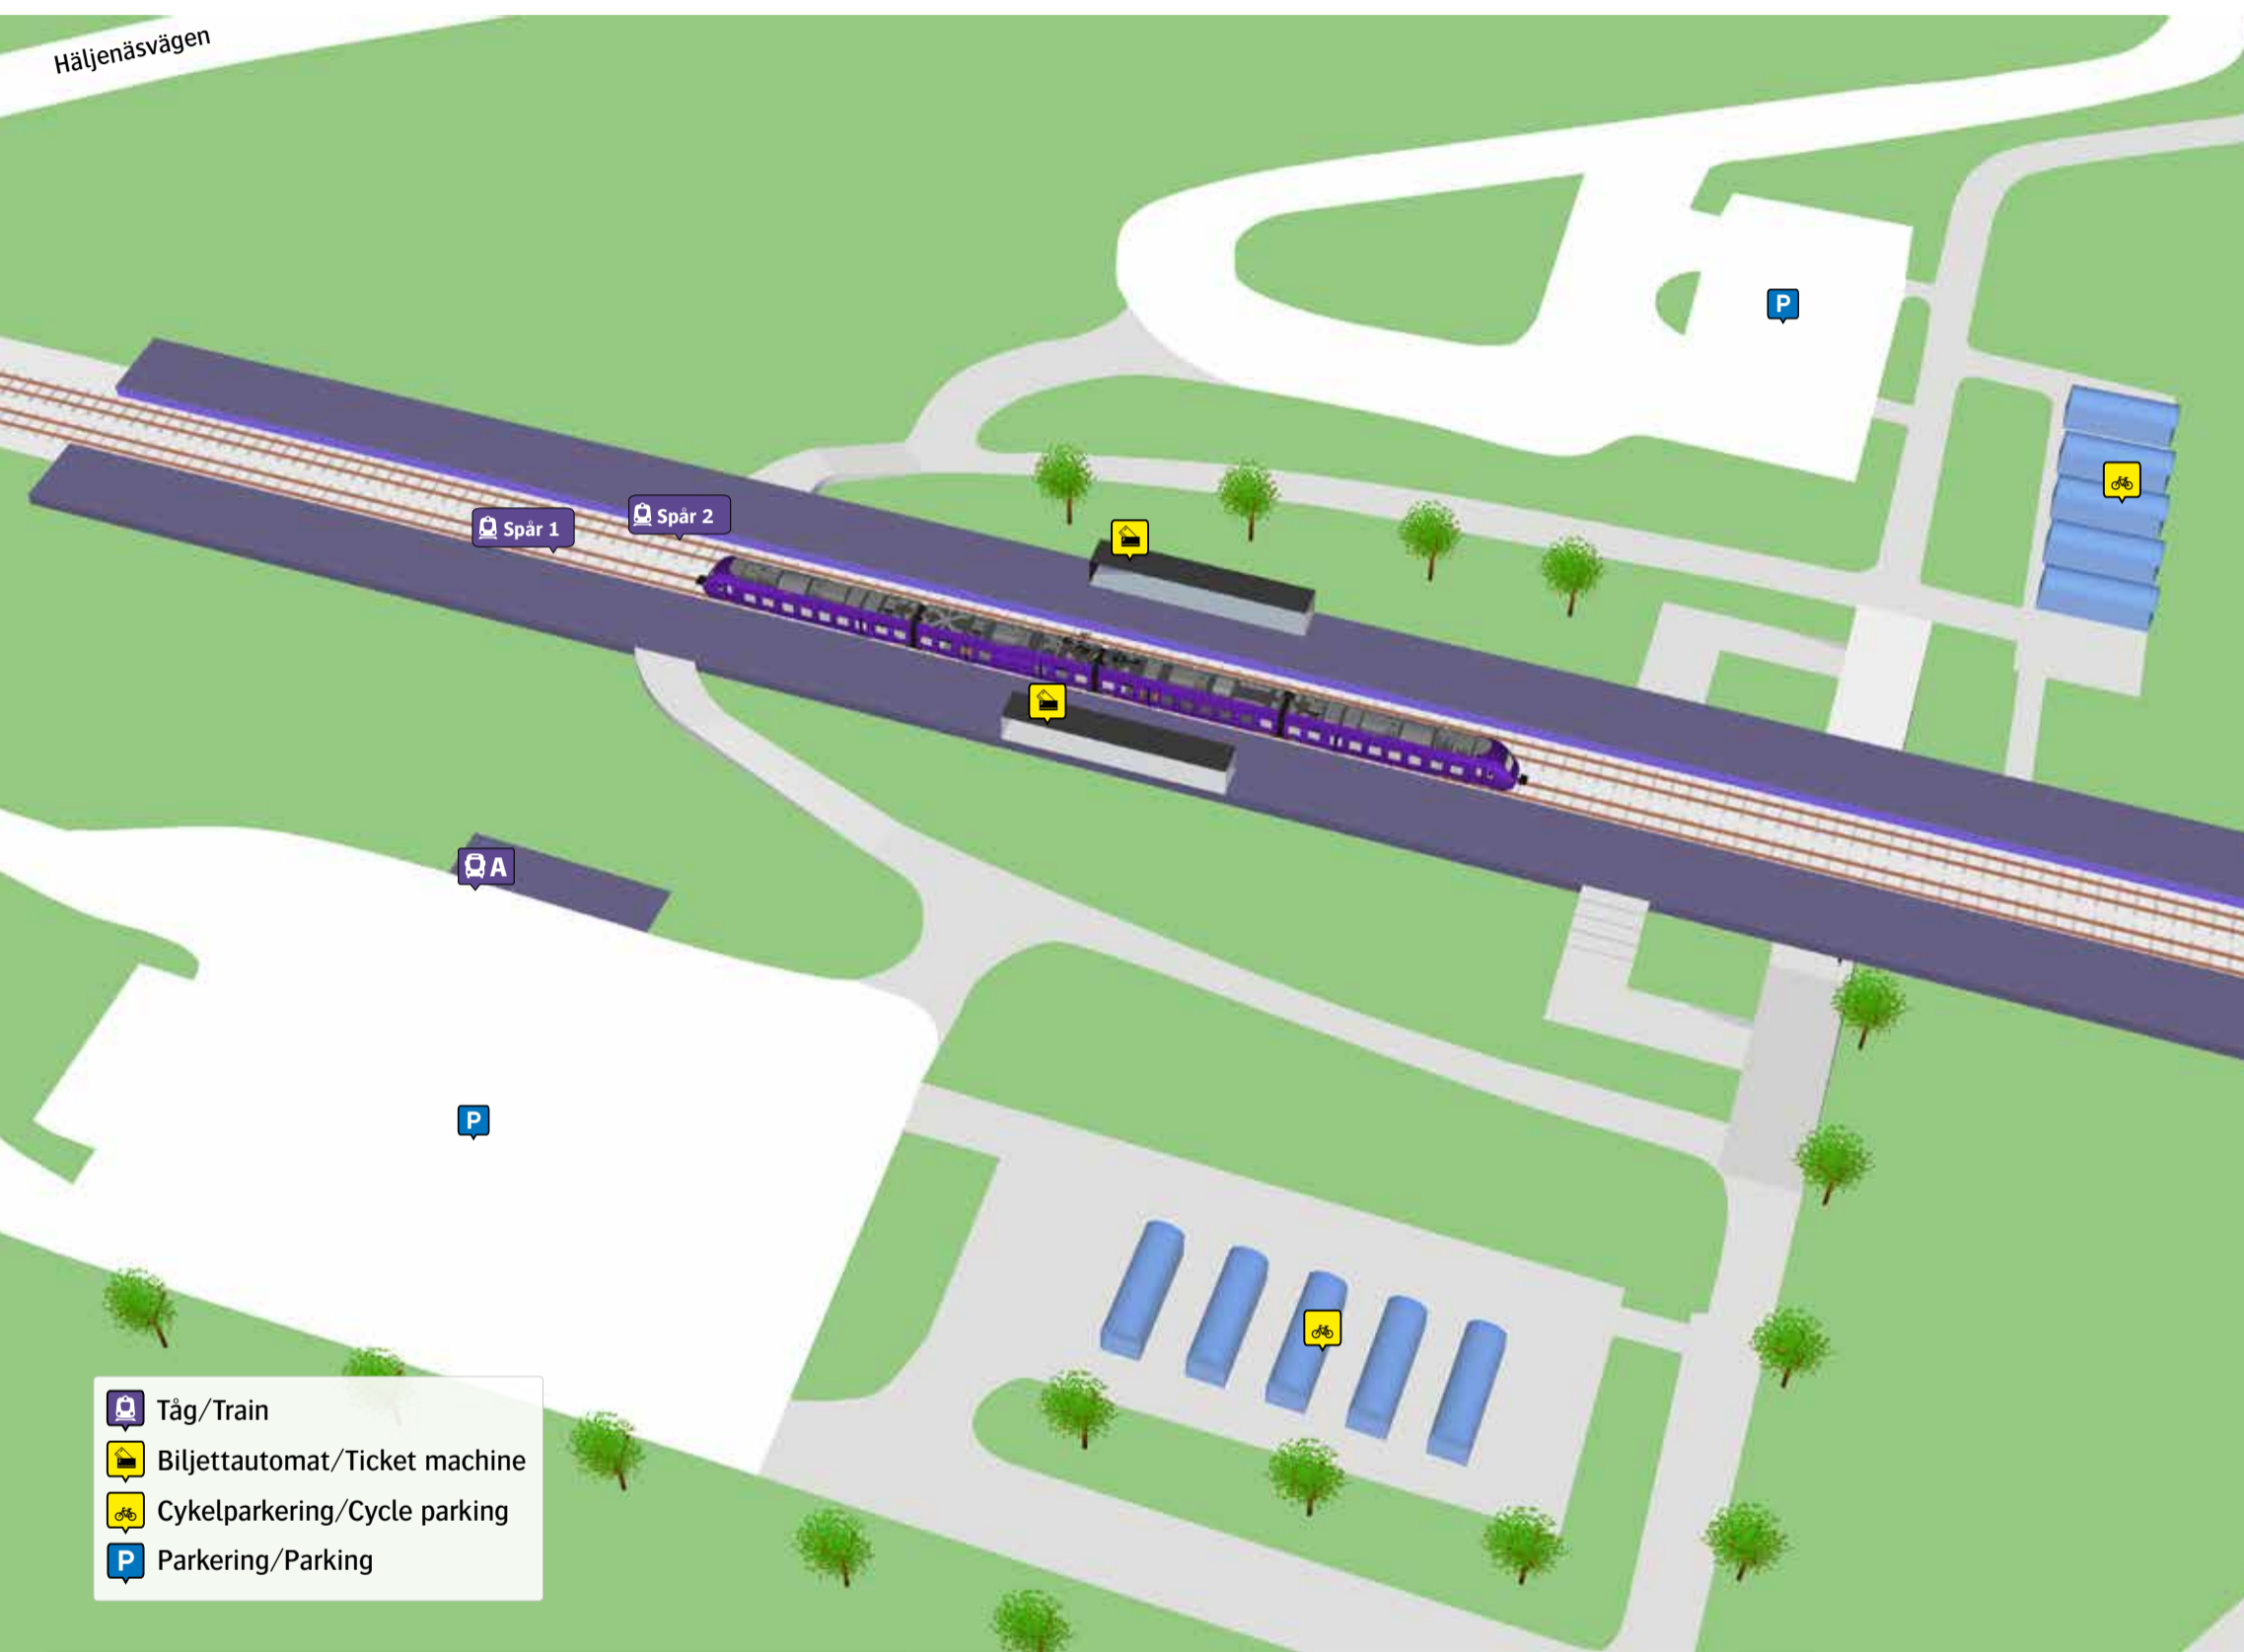 Häljenäsvägen
P
Spår 1
Spår 2
A
P
Tåg/Train
Biljettautomat/Ticket machine
Cykelparkering/Cycle parking
P Parkering/Parking